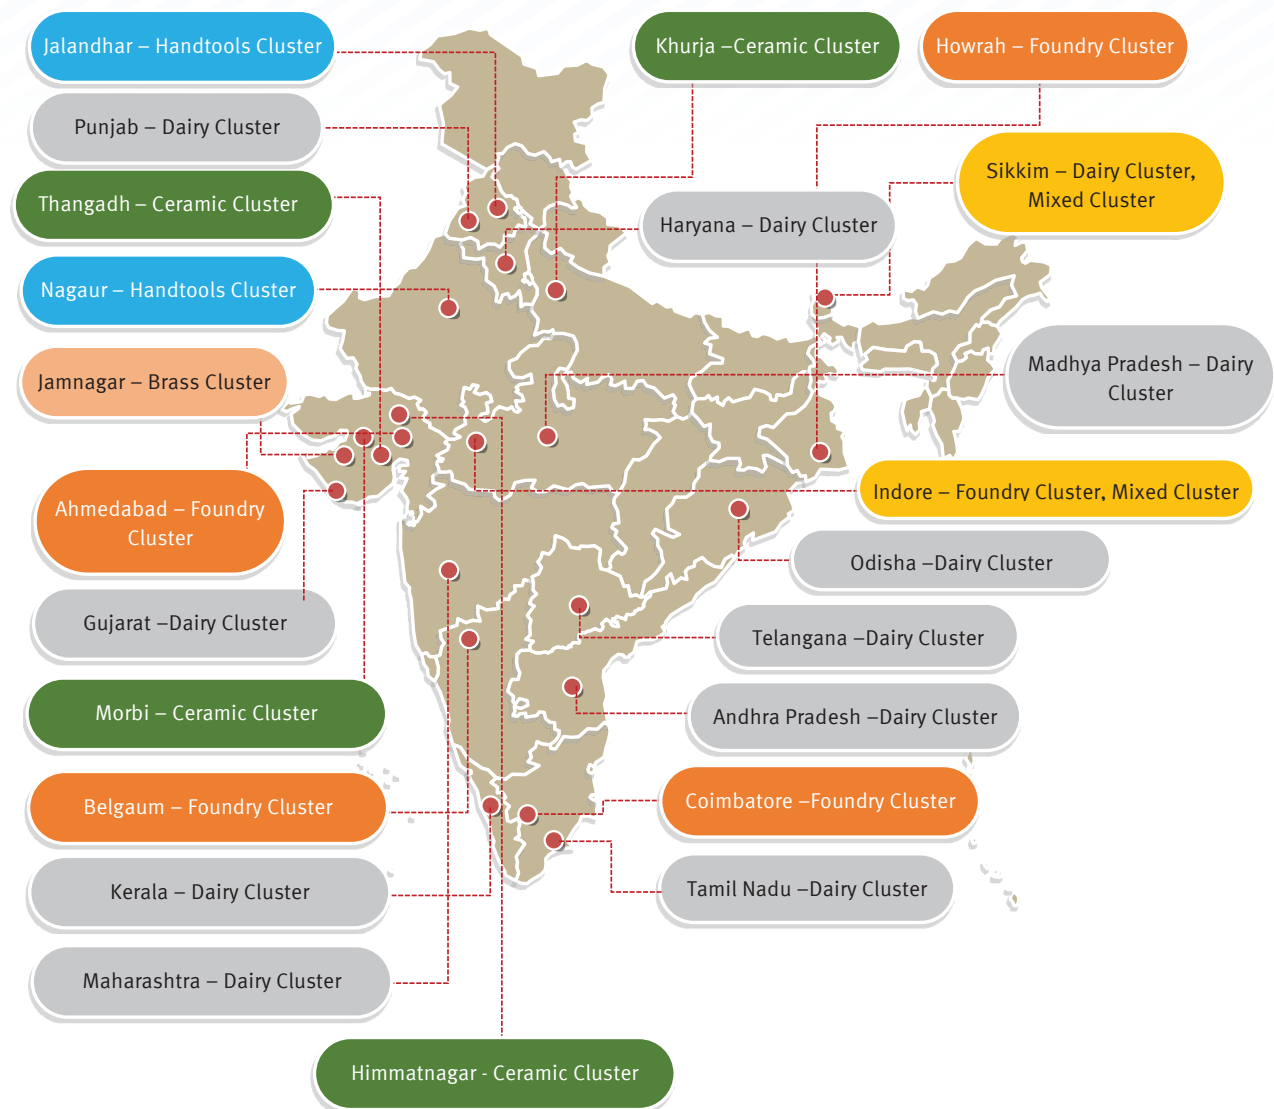 Jalandhar – Handtools Cluster
Khurja –Ceramic Cluster
Howrah – Foundry Cluster
Punjab – Dairy Cluster
Sikkim – Dairy Cluster,
Mixed Cluster
Thangadh – Ceramic Cluster
Haryana – Dairy Cluster
Nagaur – Handtools Cluster
Jamnagar – Brass Cluster
Madhya Pradesh – Dairy
Cluster
Indore – Foundry Cluster, Mixed Cluster
Ahmedabad – Foundry
Cluster
Odisha –Dairy Cluster
Gujarat –Dairy Cluster
Telangana –Dairy Cluster
Morbi – Ceramic Cluster
Andhra Pradesh –Dairy Cluster
Belgaum – Foundry Cluster
Coimbatore –Foundry Cluster
Kerala – Dairy Cluster
Tamil Nadu –Dairy Cluster
Maharashtra – Dairy Cluster
Himmatnagar - Ceramic Cluster